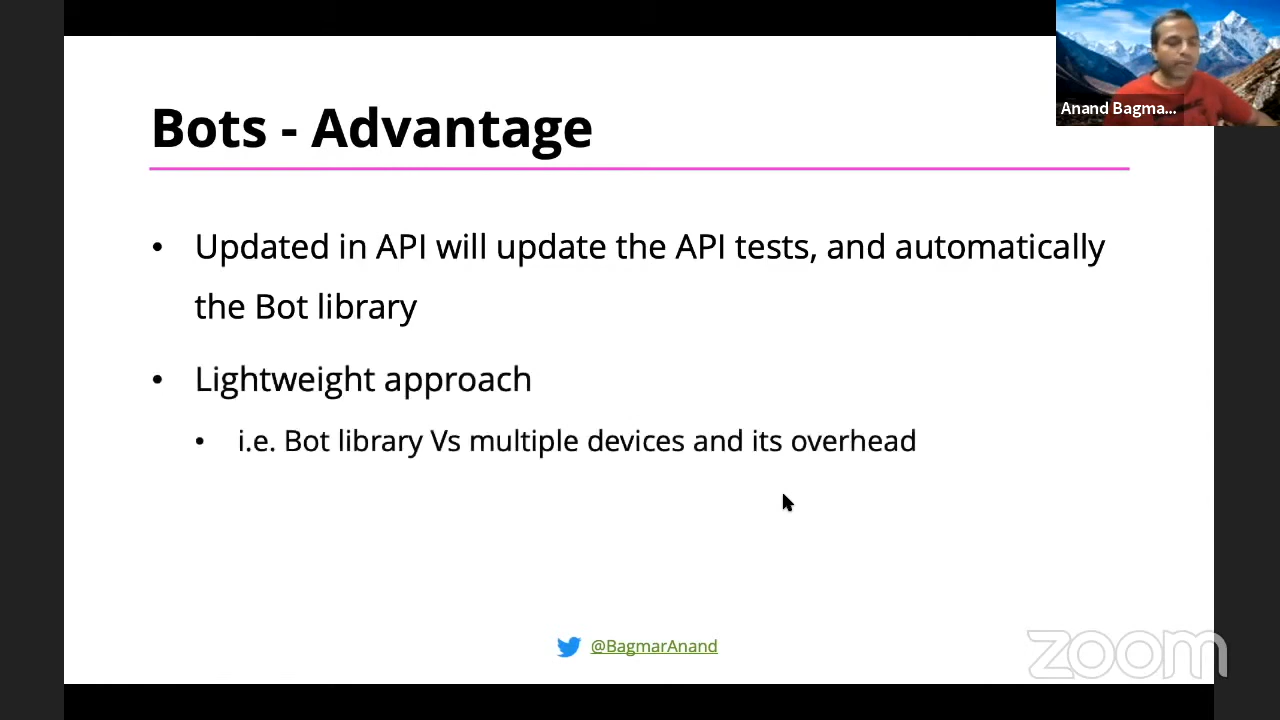 Bots - Advantage
Anand Bagma...
• Updated in API will update the API tests, and automatically
the Bot library
• Lightweight approach
• i.e. Bot library Vs multiple devices and its overhead
@BagmarAnand
zoom